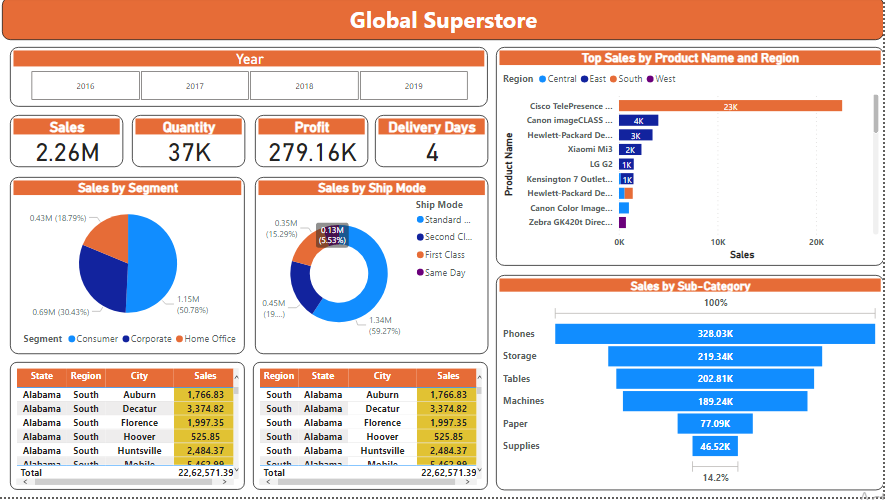 Global Superstore
Year
2016 2017 2018 2019
Sales
2.26M
Quantity
37K
Profit
279.16K
Delivery Days
4
Sales by Segment
0.43M (18.79%)
0.69M (30.43%)
1.15M
(50.78%)
Segment Consumer Corporate Home Office
Sales by Ship Mode
0.35M
(15.29%)
0.13M
(5.53%)
0.45M
(19....)
1.34M
(59.27%)
Ship Mode
Standard ...
Second Cl...
First Class
Same Day
State Region City Sales
Alabama South Auburn 1,766.83
Alabama South Decatur 3,374.82
Alabama South Florence 1,997.35
Alabama South Hoover 525.85
Alabama South Huntsville 2,484.37
Alabama South Mobile 5,462.99
Total 22,62,571.39
Region State City Sales
South Alabama Auburn 1,766.83
South Alabama Decatur 3,374.82
South Alabama Florence 1,997.35
South Alabama Hoover 525.85
South Alabama Huntsville 2,484.37
South Alabama Mobile 5,462.99
Total 22,62,571.39
Top Sales by Product Name and Region
Region Central East South West
Product Name
Cisco TelePresence ... 23K
Canon imageCLASS ... 4K
Hewlett-Packard De... 3K
Xiaomi Mi3 2K
LG G2 1K
Kensington 7 Outlet... 1K
Hewlett-Packard De...
Canon Color Image...
Zebra GK420t Direc...
0K 10K 20K
Sales
Sales by Sub-Category
100%
Phones 328.03K
Storage 219.34K
Tables 202.81K
Machines 189.24K
Paper 77.09K
Supplies 46.52K
14.2%